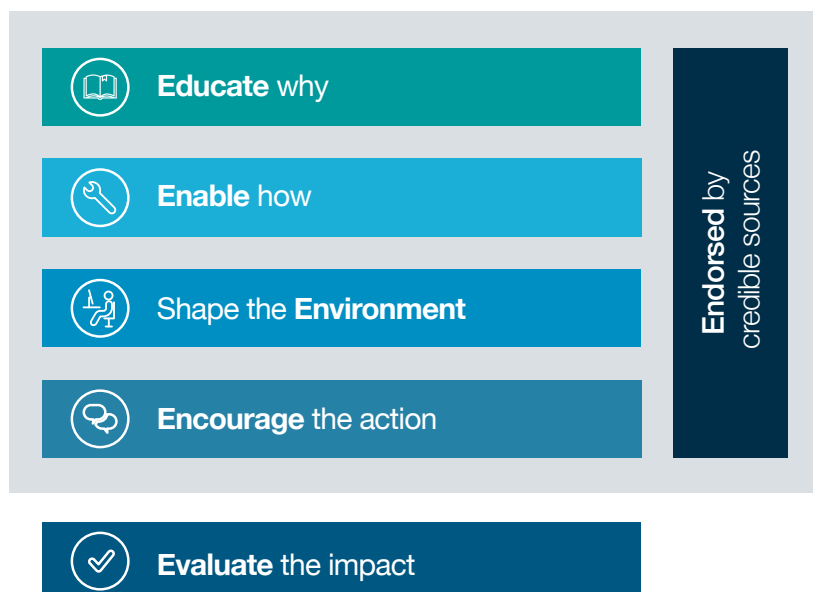 Educate why
Enable how
Shape the Environment
Encourage the action
Endorsed by
credible sources
Evaluate the impact